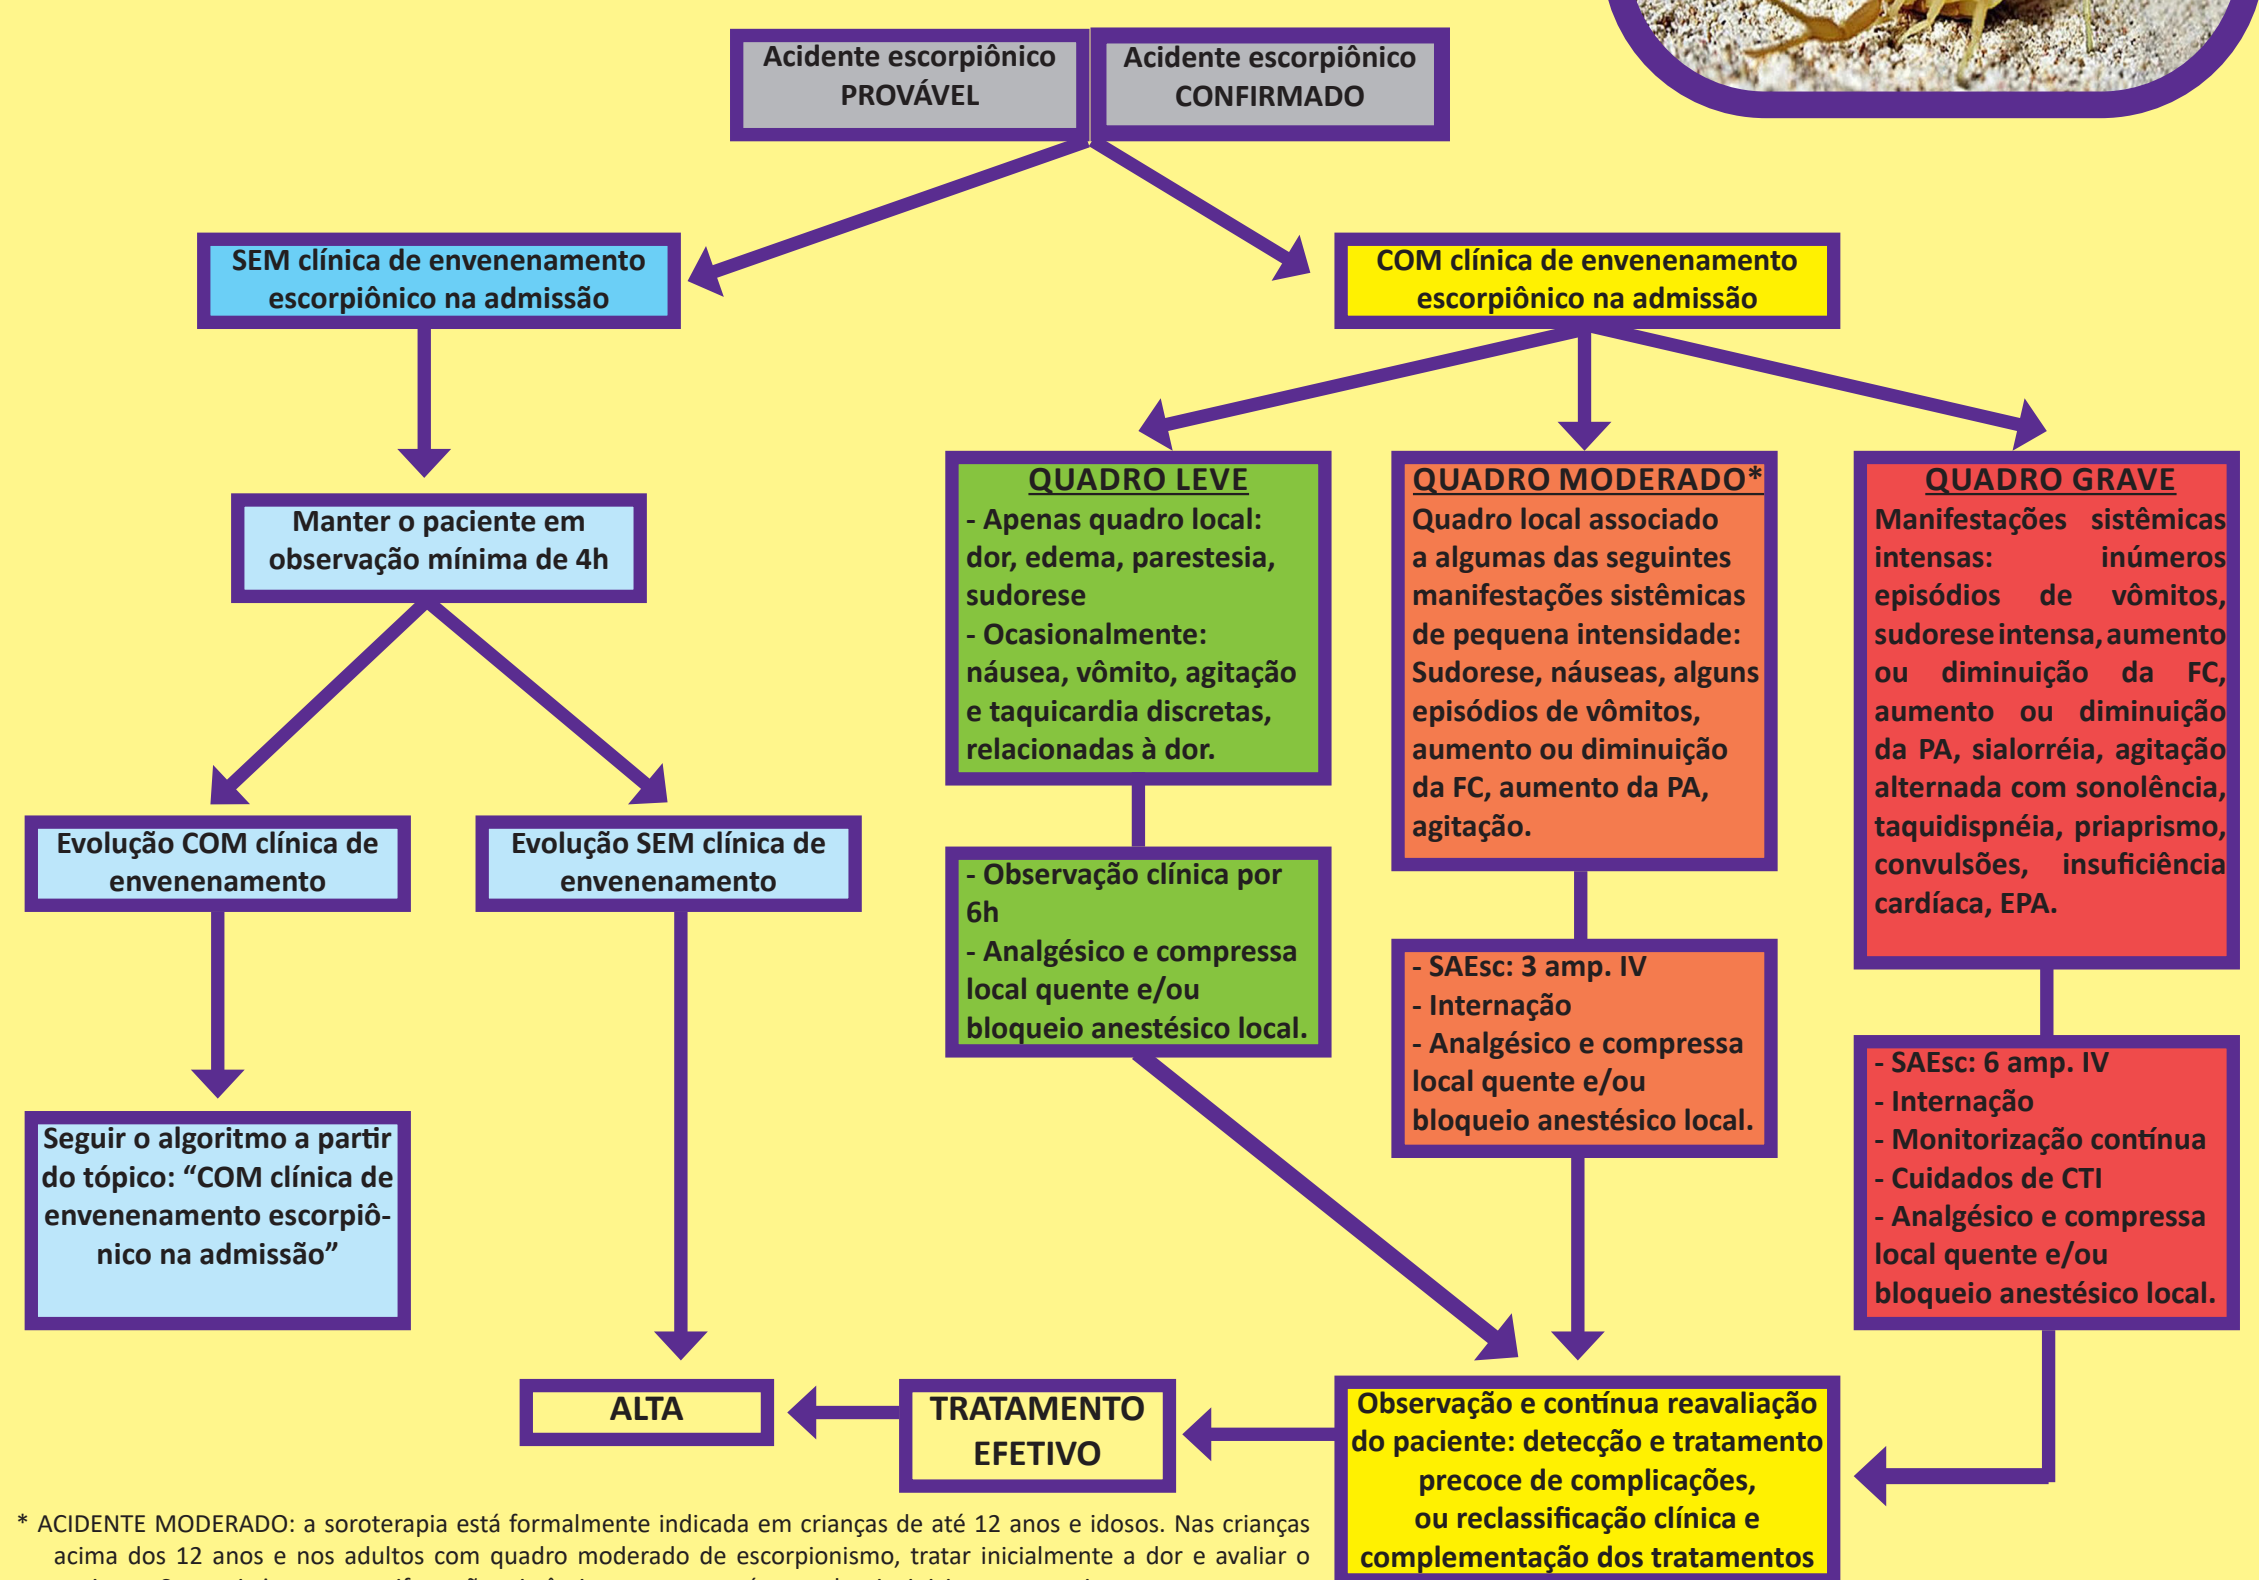 Acidente escorpiônico
PROVÁVEL
Acidente escorpiônico
CONFIRMADO
SEM clínica de envenenamento
escorpiônico na admissão
COM clínica de envenenamento
escorpiônico na admissão
Manter o paciente em
observação mínima de 4h
Evolução COM clínica de
envenenamento
Evolução SEM clínica de
envenenamento
Seguir o algoritmo a partir
do tópico: “COM clínica de
envenenamento escorpiô-
nico na admissão”
QUADRO LEVE
- Apenas quadro local:
dor, edema, parestesia,
sudorese
- Ocasionalmente:
náusea, vômito, agitação
e taquicardia discretas,
relacionadas à dor.
- Observação clínica por
6h
- Analgésico e compressa
local quente e/ou
bloqueio anestésico local.
QUADRO MODERADO*
Quadro local associado
a algumas das seguintes
manifestações sistêmicas
de pequena intensidade:
Sudorese, náuseas, alguns
episódios de vômitos,
aumento ou diminuição
da FC, aumento da PA,
agitação.
- SAEsc: 3 amp. IV
- Internação
- Analgésico e compressa
local quente e/ou
bloqueio anestésico local.
QUADRO GRAVE
Manifestações sistêmicas
intensas: inúmeros
episódios de vômitos,
sudorese intensa, aumento
ou diminuição da FC,
aumento ou diminuição
da PA, sialorréia, agitação
alternada com sonolência,
taquidispnéia, priaprismo,
convulsões, insuficiência
cardíaca, EPA.
- SAEsc: 6 amp. IV
- Internação
- Monitorização contínua
- Cuidados de CTI
- Analgésico e compressa
local quente e/ou
bloqueio anestésico local.
Observação e contínua reavaliação
do paciente: detecção e tratamento
precoce de complicações,
ou reclassificação clínica e
complementação dos tratamentos
TRATAMENTO
EFETIVO
ALTA
* ACIDENTE MODERADO: a soroterapia está formalmente indicada em crianças de até 12 anos e idosos. Nas crianças
acima dos 12 anos e nos adultos com quadro moderado de escorpionismo, tratar inicialmente a dor e avaliar o